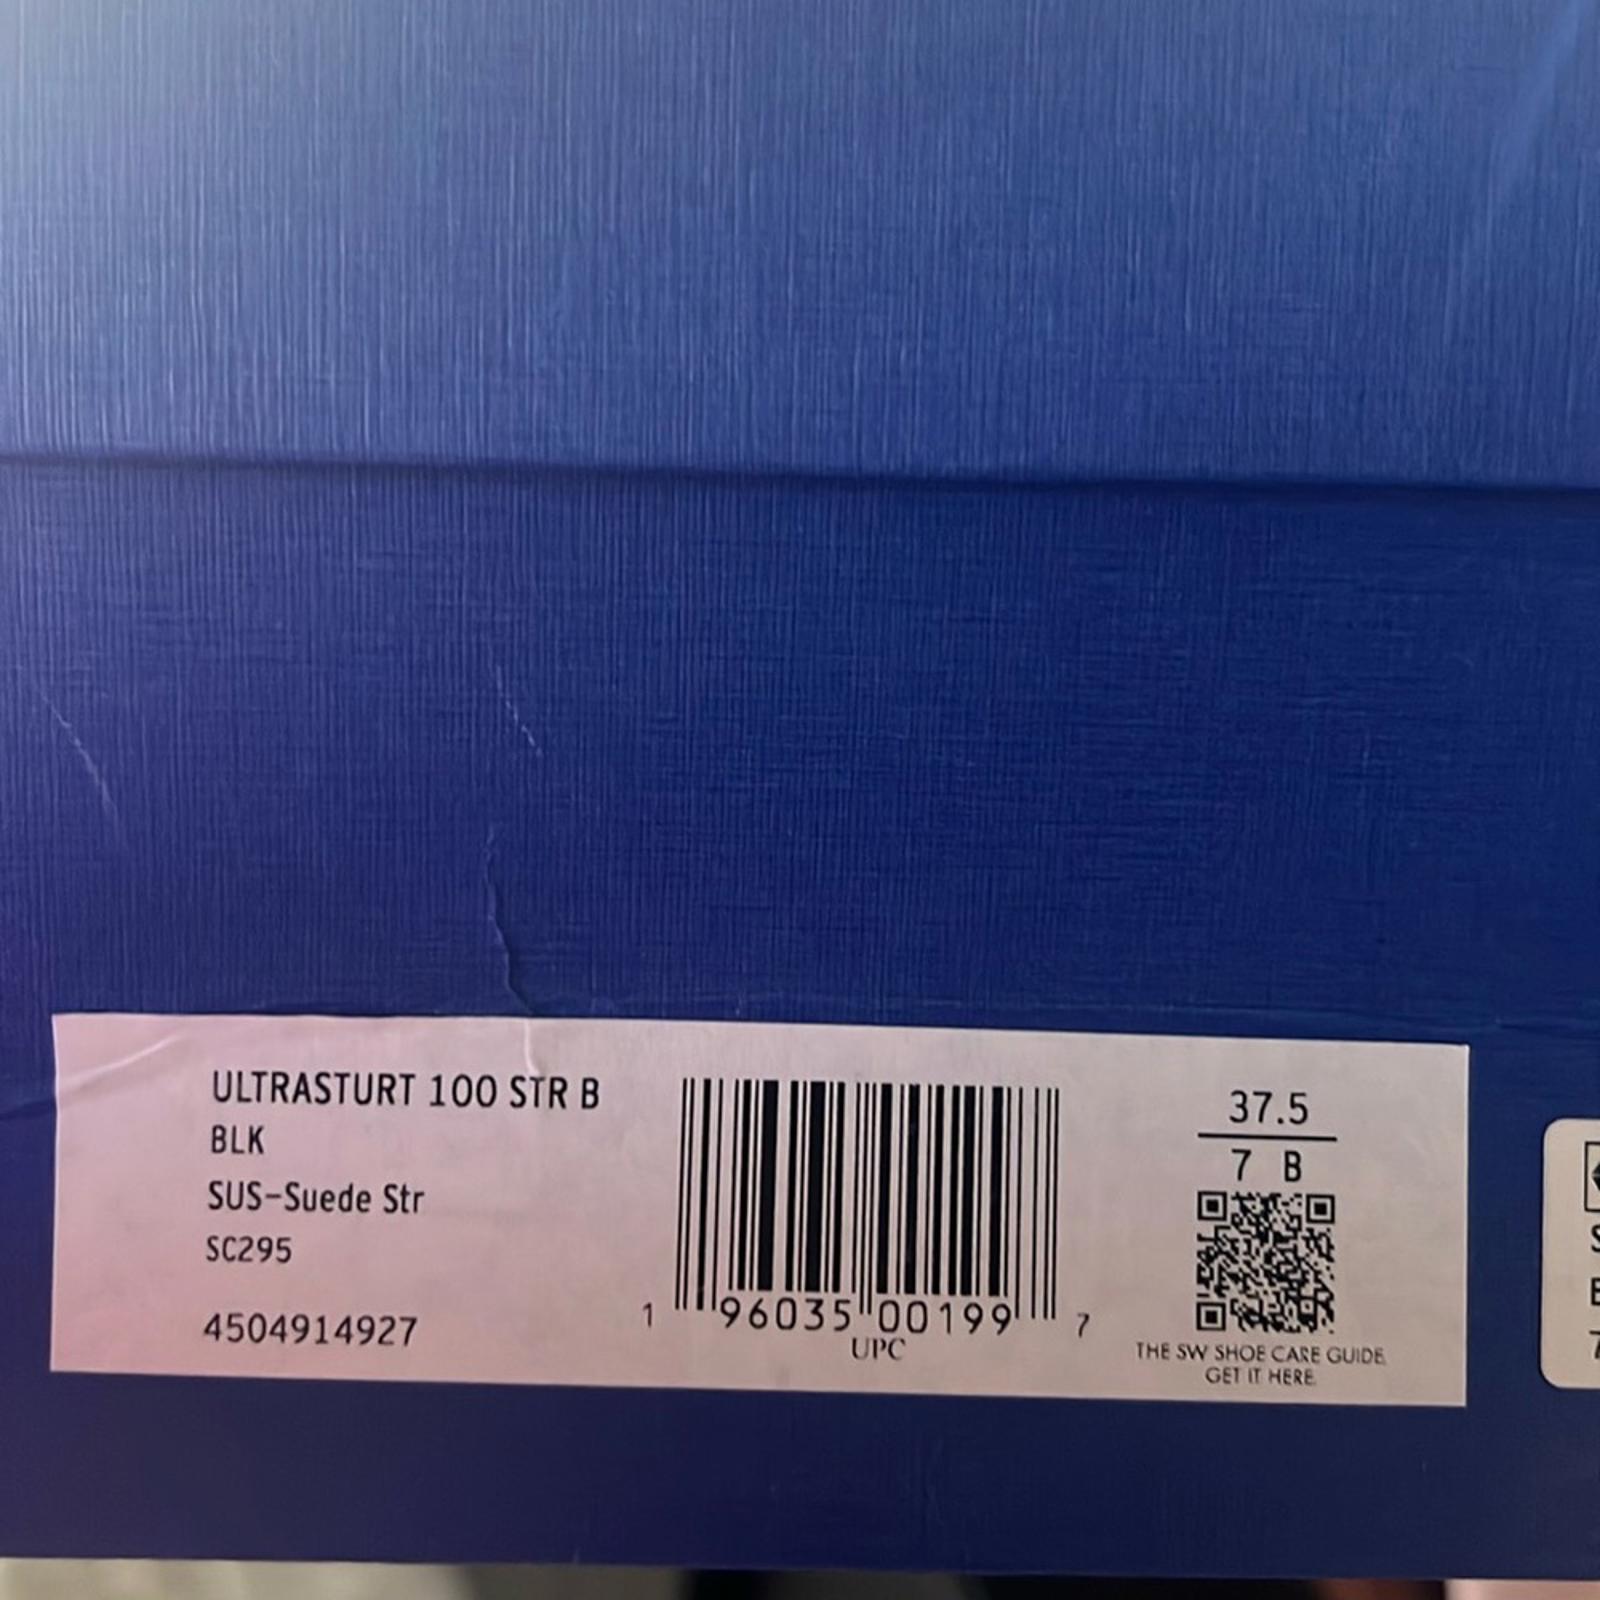 ULTRASTURT 100 STR B
BLK
SUS-Suede Str
SC295
4504914927
1 96035 00199 7
UPC
37.5
7 B
THE SW SHOE CARE GUIDE
GET IT HERE